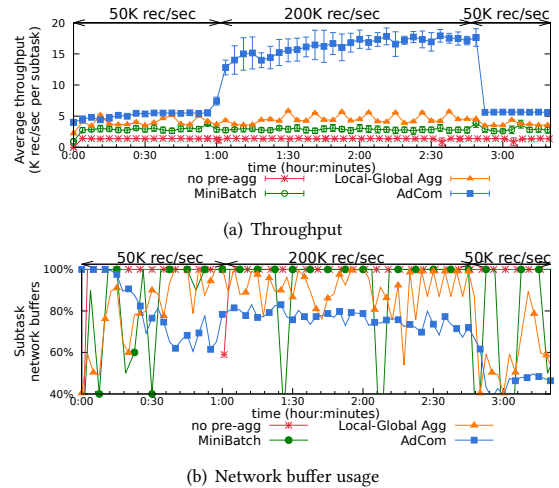 50K rec/sec 200K rec/sec 50K rec/sec
20
15
10
5
0
Average throughput
(K rec/sec per subtask)
0:00 0:30 1:00 1:30 2:00 2:30 3:00
time (hour:minutes)
no pre-agg Local-Global Agg
MiniBatch AdCom
(a) Throughput
50K rec/sec 200K rec/sec 50K rec/sec
100%
80%
60%
40%
Subtask
network buffers
0:00 0:30 1:00 1:30 2:00 2:30 3:00
time (hour:minutes)
no pre-agg Local-Global Agg
MiniBatch AdCom
(b) Network buffer usage